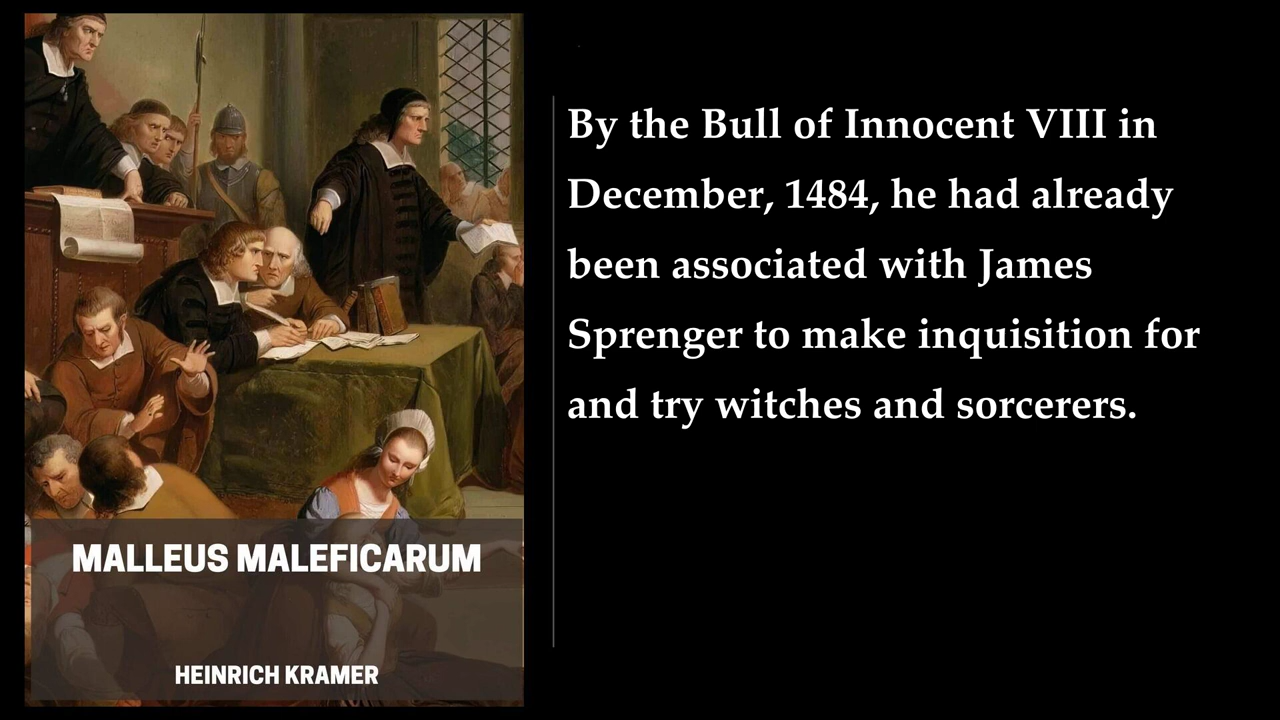 By the Bull of Innocent VIII in
December, 1484, he had already
been associated with James
Sprenger to make inquisition for
and try witches and sorcerers.
MALLEUS MALEFICARUM
HEINRICH KRAMER